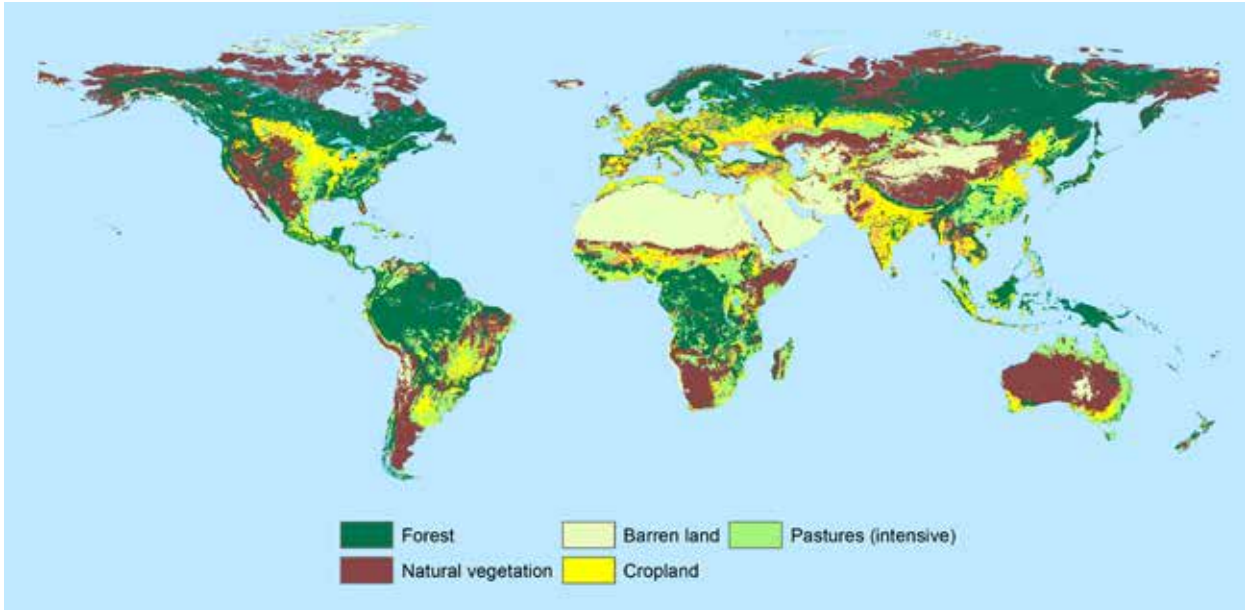 Forest
Barren land
Pastures (intensive)
Natural vegetation
Cropland